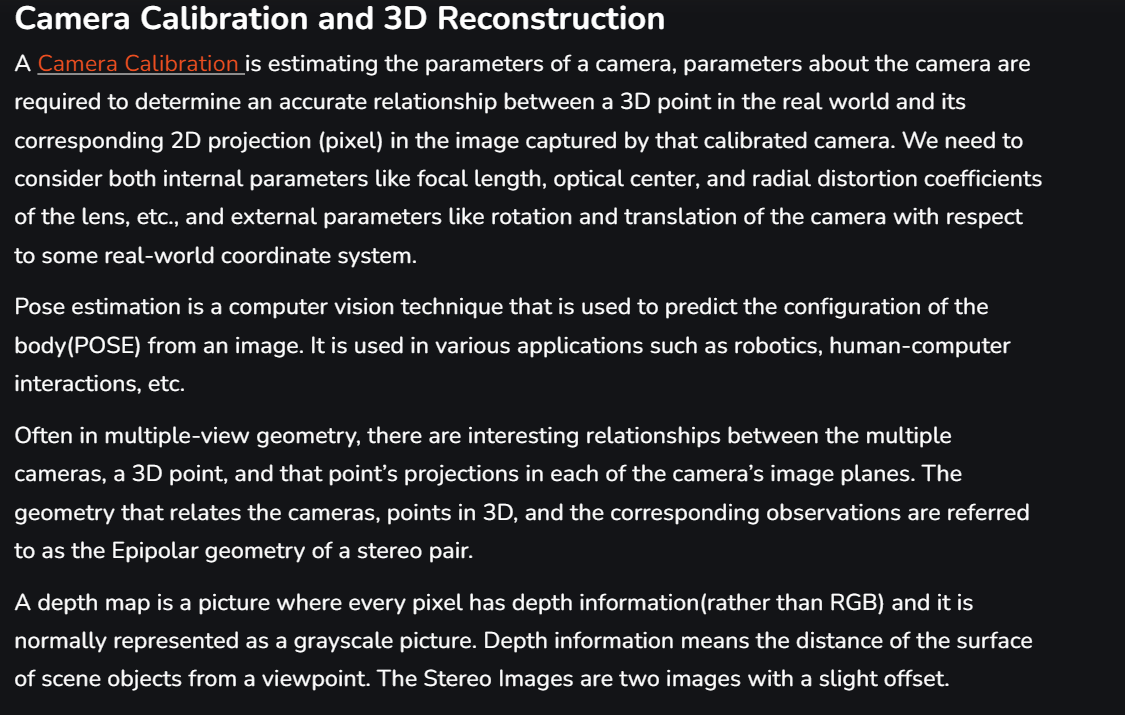 Camera Calibration and 3D Reconstruction
A Camera Calibration is estimating the parameters of a camera, parameters about the camera are
required to determine an accurate relationship between a 3D point in the real world and its
corresponding 2D projection (pixel) in the image captured by that calibrated camera. We need to
consider both internal parameters like focal length, optical center, and radial distortion coefficients
of the lens, etc., and external parameters like rotation and translation of the camera with respect
to some real-world coordinate system.
Pose estimation is a computer vision technique that is used to predict the configuration of the
body(POSE) from an image. It is used in various applications such as robotics, human-computer
interactions, etc.
Often in multiple-view geometry, there are interesting relationships between the multiple
cameras, a 3D point, and that point’s projections in each of the camera’s image planes. The
geometry that relates the cameras, points in 3D, and the corresponding observations are referred
to as the Epipolar geometry of a stereo pair.
A depth map is a picture where every pixel has depth information(rather than RGB) and it is
normally represented as a grayscale picture. Depth information means the distance of the surface
of scene objects from a viewpoint. The Stereo Images are two images with a slight offset.